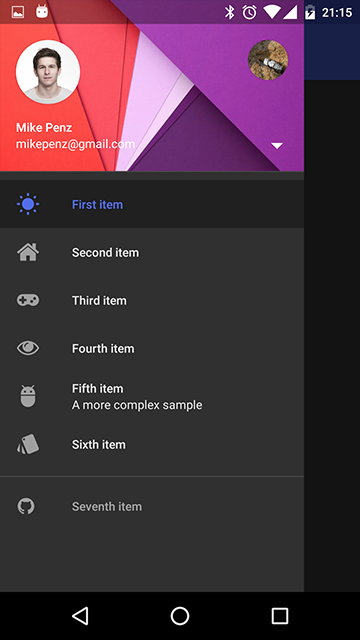 21:15
Mike Penz
mikepenz@gmail.com
First item
Second item
Third item
Fourth item
Fifth item
A more complex sample
Sixth item
Seventh item